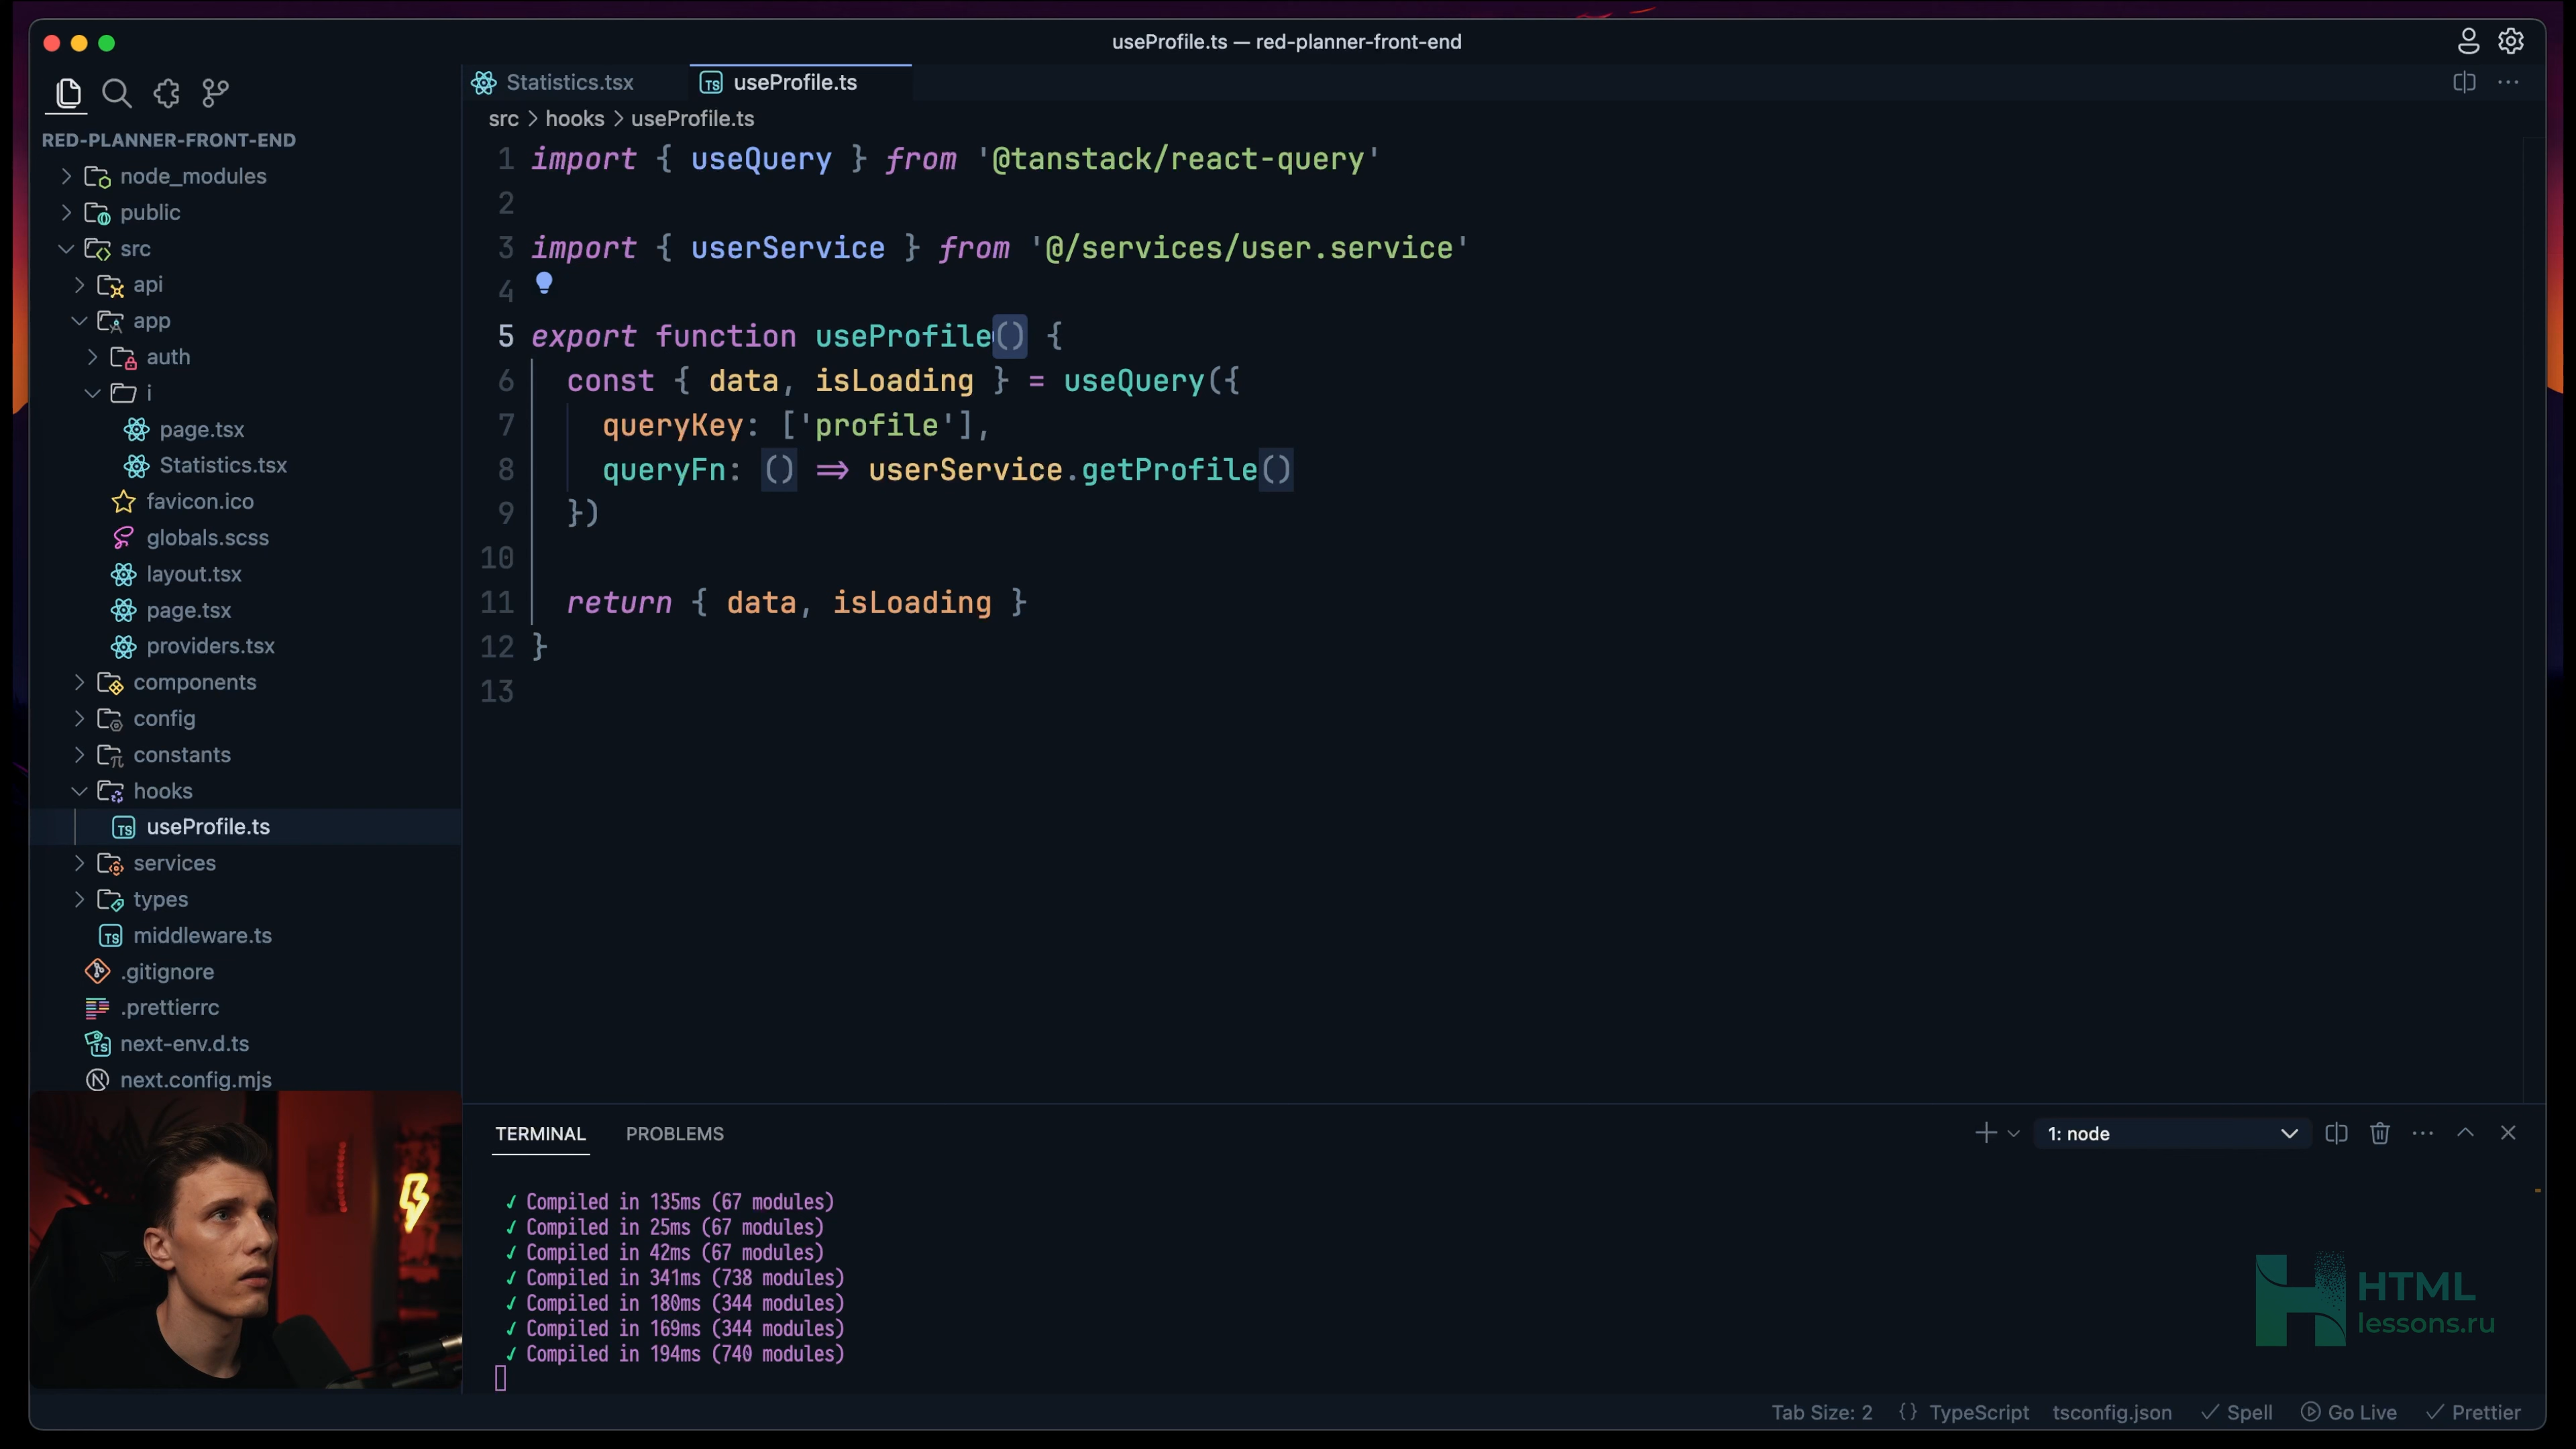 useProfile.ts — red-planner-front-end
RED-PLANNER-FRONT-END
node_modules
public
src
api
app
auth
i
page.tsx
Statistics.tsx
favicon.ico
globals.scss
layout.tsx
page.tsx
providers.tsx
components
config
constants
hooks
useProfile.ts
services
types
middleware.ts
.gitignore
.prettierrc
next-env.d.ts
next.config.mjs
Statistics.tsx
useProfile.ts
src > hooks > useProfile.ts
1 import { useQuery } from '@tanstack/react-query'
2
3 import { userService } from '@/services/user.service'
4
5 export function useProfile() {
6 const { data, isLoading } = useQuery({
7 queryKey: ['profile'],
8 queryFn: () => userService.getProfile()
9 })
10
11 return { data, isLoading }
12 }
13
TERMINAL PROBLEMS
1: node
✓ Compiled in 135ms (67 modules)
✓ Compiled in 25ms (67 modules)
✓ Compiled in 42ms (67 modules)
✓ Compiled in 341ms (738 modules)
✓ Compiled in 180ms (344 modules)
✓ Compiled in 169ms (344 modules)
✓ Compiled in 194ms (740 modules)
HTML
lessons.ru
Tab Size: 2 {} TypeScript tsconfig.json ✓ Spell Go Live ✓ Prettier